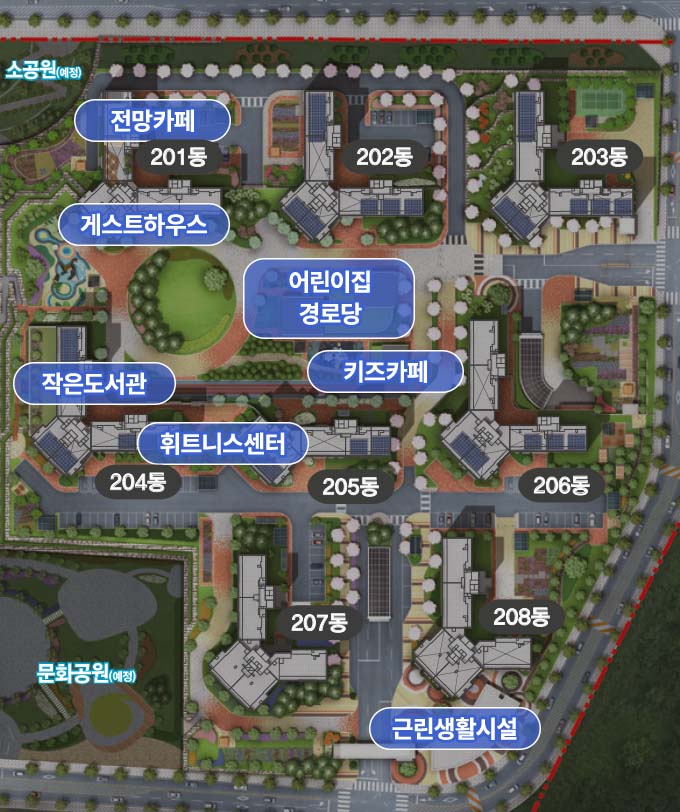 소공원(예정)
전망카페
201동
202동
203동
게스트하우스
어린이집
경로당
작은도서관
키즈카페
휘트니스센터
204동
205동
206동
207동
208동
문화공원(예정)
근린생활시설